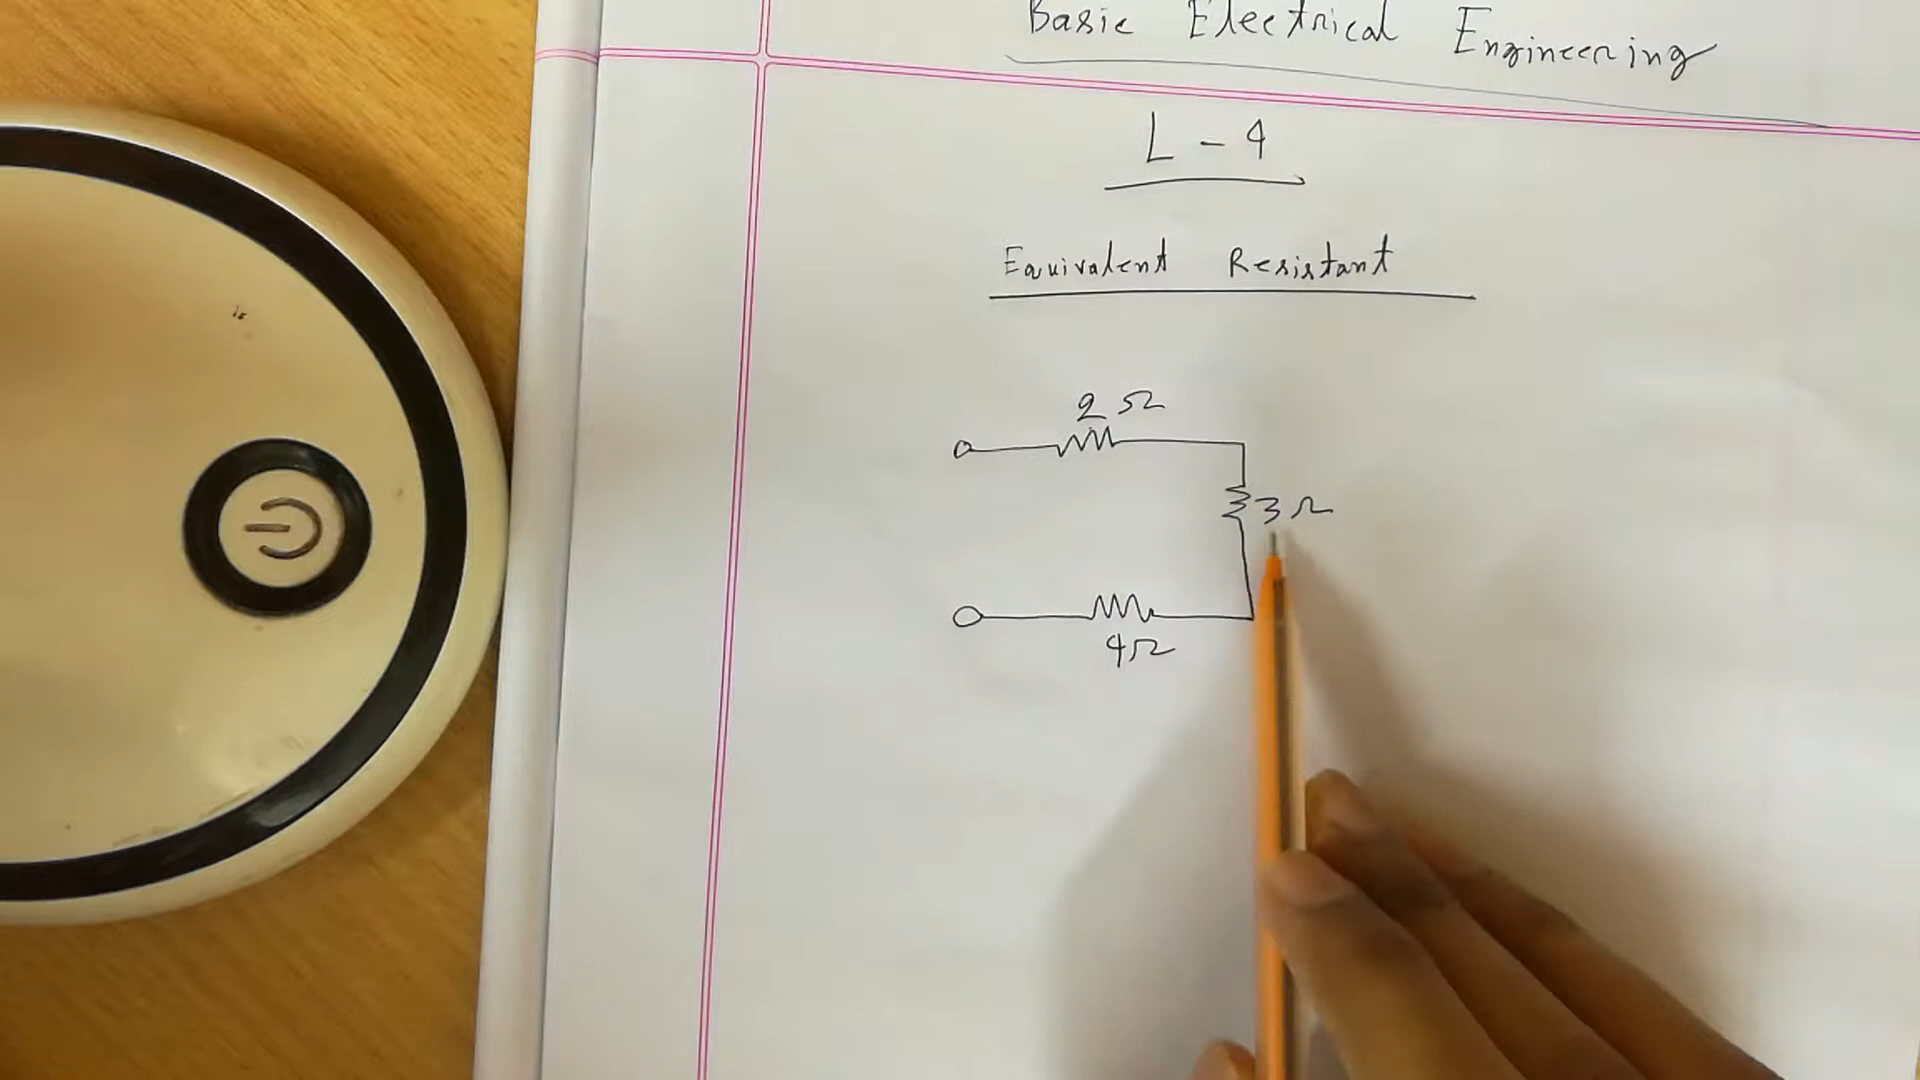 Basic Electrical Engineering
L - 4
Equivalent Resistant
2 Ω
3 Ω
4 Ω